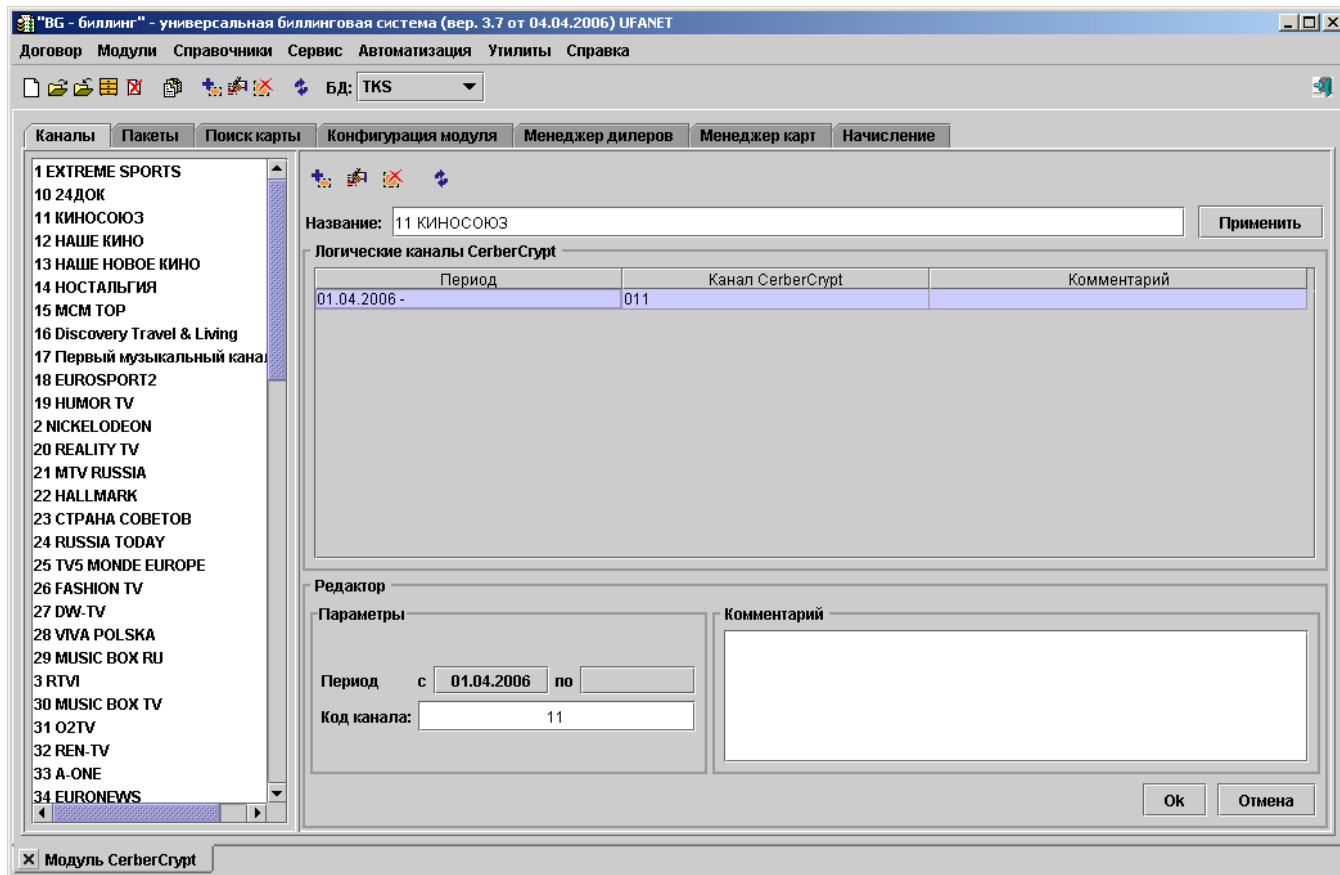 "BG - биллинг" - универсальная биллинговая система (вер. 3.7 от 04.04.2006) UFANET
Договор Модули Справочники Сервис Автоматизация Утилиты Справка
БД: TKS
Каналы Пакеты Поиск карты Конфигурация модуля Менеджер дилеров Менеджер карт Начисление
1 EXTREME SPORTS
10 24ДОК
11 КИНОСОЮЗ
12 НАШЕ КИНО
13 НАШЕ НОВОЕ КИНО
14 НОСТАЛЬГИЯ
15 MCM TOP
16 Discovery Travel & Living
17 Первый музыкальный канал
18 EUROSPORT2
19 HUMOR TV
2 NICKELODEON
20 REALITY TV
21 MTV RUSSIA
22 HALLMARK
23 СТРАНА СОВЕТОВ
24 RUSSIA TODAY
25 TV5 MONDE EUROPE
26 FASHION TV
27 DW-TV
28 VIVA POLSKA
29 MUSIC BOX RU
3 RTVI
30 MUSIC BOX TV
31 O2TV
32 REN-TV
33 A-ONE
34 EURONEWS
Название: 11 КИНОСОЮЗ Применить
Логические каналы CerberCrypt
Период Канал CerberCrypt Комментарий
01.04.2006 - 011
Редактор
Параметры
Период с 01.04.2006 по
Код канала: 11
Комментарий
Ok Отмена
Модуль CerberCrypt